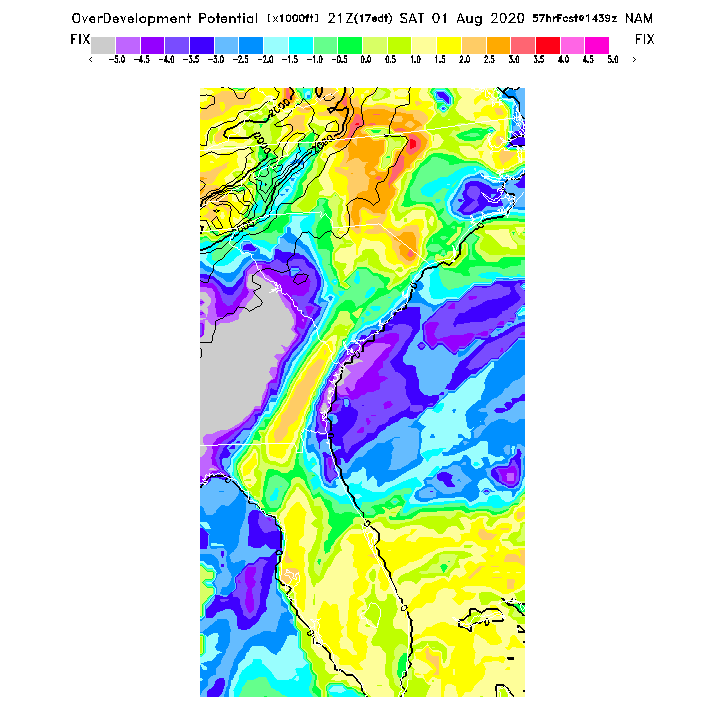 OverDevelopment Potential [x1000ft] 21Z(17edt) SAT 01 Aug 2020 57hrFcst@1439z NAM
FIX FIX
< -5.0 -4.5 -4.0 -3.5 -3.0 -2.5 -2.0 -1.5 -1.0 -0.5 0.0 0.5 1.0 1.5 2.0 2.5 3.0 3.5 4.0 4.5 5.0 >
2000